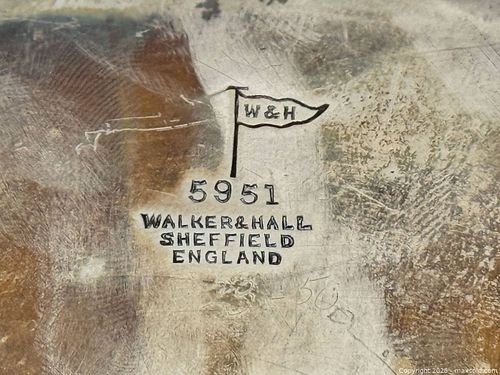 W & H
5951
WALKER & HALL
SHEFFIELD
ENGLAND